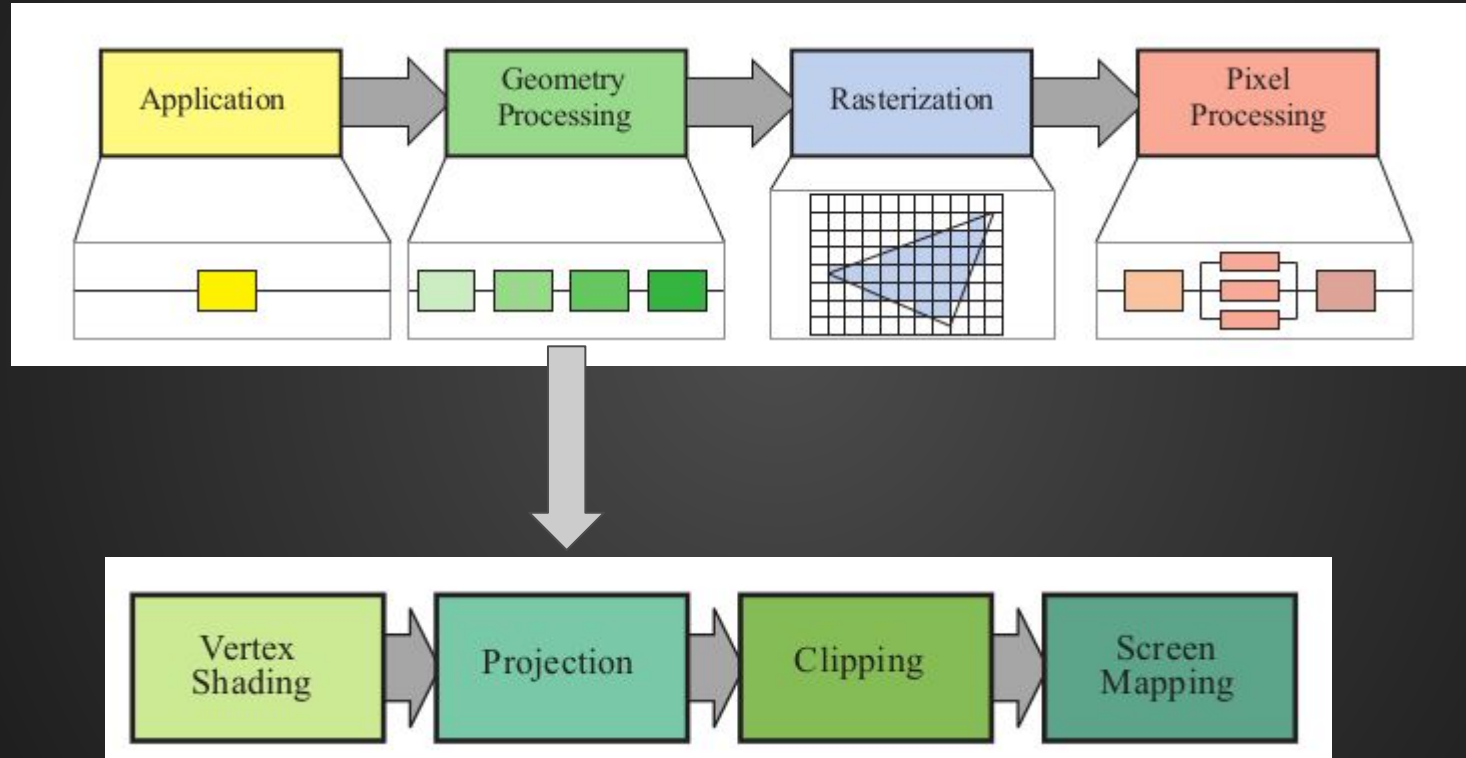 Application
Geometry
Processing
Rasterization
Pixel
Processing
Vertex
Shading
Projection
Clipping
Screen
Mapping